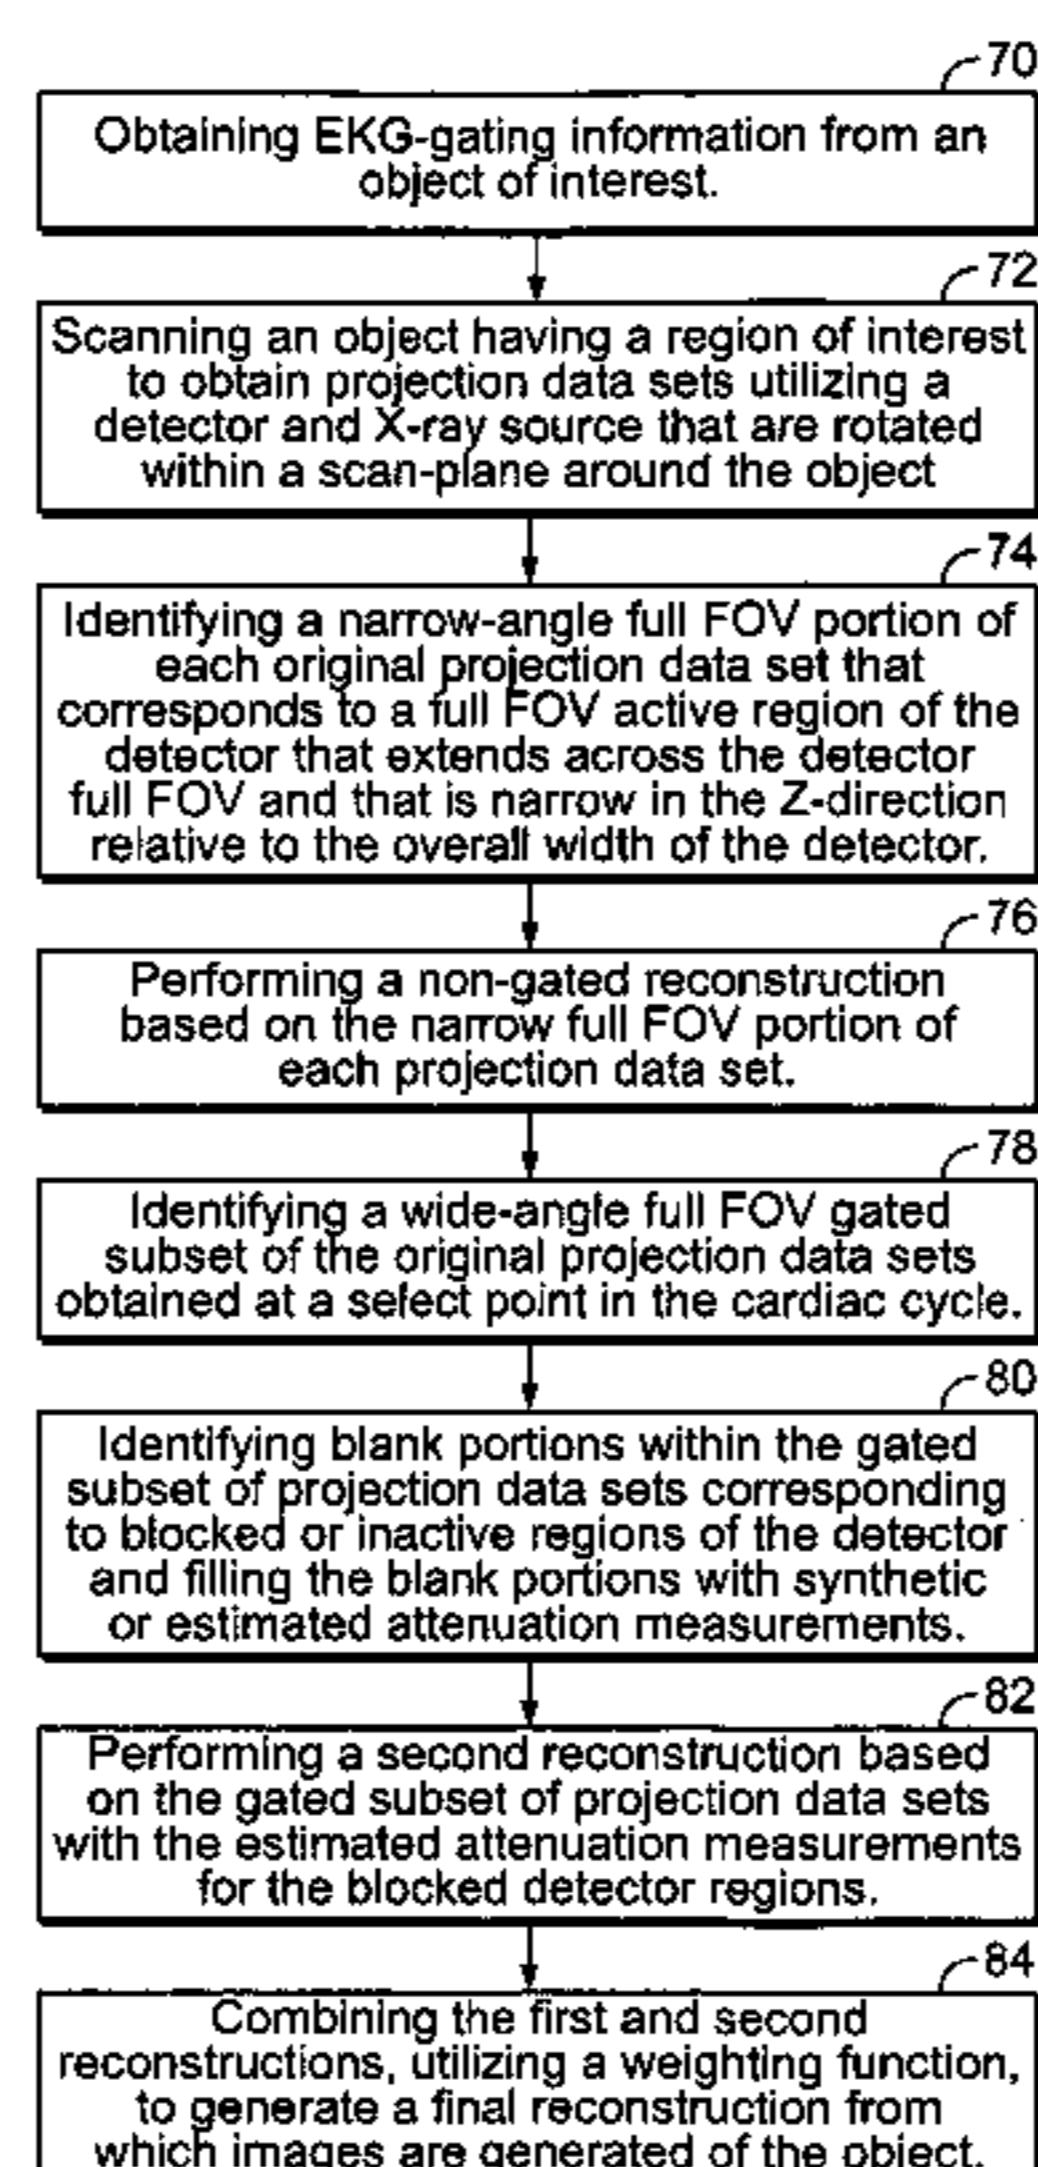 70
Obtaining EKG-gating information from an
object of interest.
72
Scanning an object having a region of interest
to obtain projection data sets utilizing a
detector and X-ray source that are rotated
within a scan-plane around the object
74
Identifying a narrow-angle full FOV portion of
each original projection data set that
corresponds to a full FOV active region of the
detector that extends across the detector
full FOV and that is narrow in the Z-direction
relative to the overall width of the detector.
76
Performing a non-gated reconstruction
based on the narrow full FOV portion of
each projection data set.
78
Identifying a wide-angle full FOV gated
subset of the original projection data sets
obtained at a select point in the cardiac cycle.
80
Identifying blank portions within the gated
subset of projection data sets corresponding
to blocked or inactive regions of the detector
and filling the blank portions with synthetic
or estimated attenuation measurements.
82
Performing a second reconstruction based
on the gated subset of projection data sets
with the estimated attenuation measurements
for the blocked detector regions.
84
Combining the first and second
reconstructions, utilizing a weighting function,
to generate a final reconstruction from
which images are generated of the object.